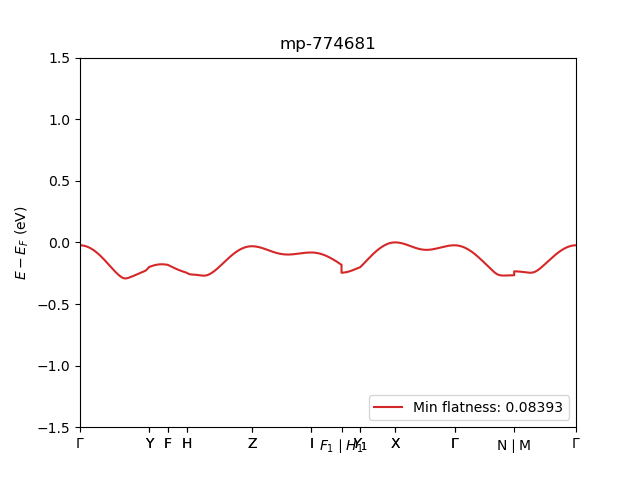 mp-774681
1.5
1.0
0.5
0.0
−0.5
−1.0
−1.5
E − E_F (eV)
Min flatness: 0.08393
Γ Y F H Z I F₁ | H₁ Y₁ X Γ N | M Γ